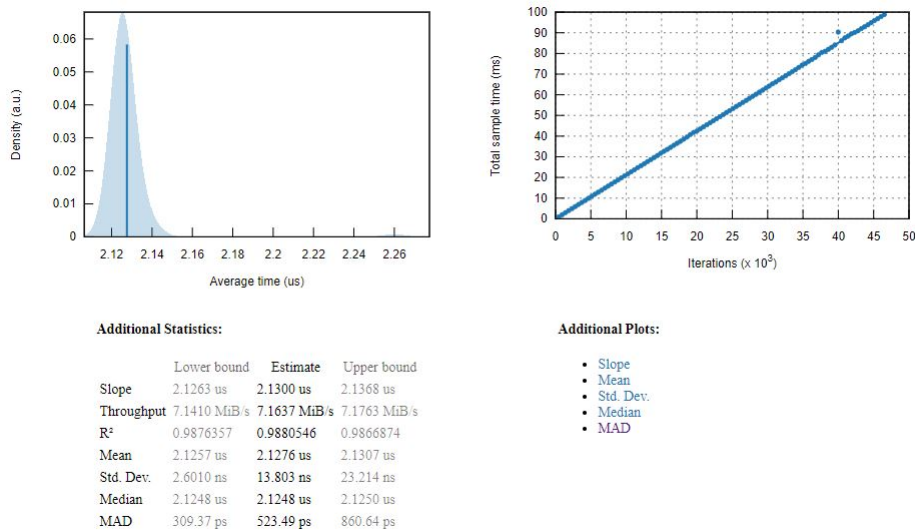 0.06
0.05
0.04
0.03
0.02
0.01
0
Density (a.u.)
2.12 2.14 2.16 2.18 2.2 2.22 2.24 2.26
Average time (us)
100
90
80
70
60
50
40
30
20
10
0
Total sample time (ms)
0 5 10 15 20 25 30 35 40 45 50
Iterations (x 10³)
Additional Statistics:
Lower bound Estimate Upper bound
Slope 2.1263 us 2.1300 us 2.1368 us
Throughput 7.1410 MiB/s 7.1637 MiB/s 7.1763 MiB/s
R² 0.9876357 0.9880546 0.9866874
Mean 2.1257 us 2.1276 us 2.1307 us
Std. Dev. 2.6010 ns 13.803 ns 23.214 ns
Median 2.1248 us 2.1248 us 2.1250 us
MAD 309.37 ps 523.49 ps 860.64 ps
Additional Plots:
• Slope
• Mean
• Std. Dev.
• Median
• MAD